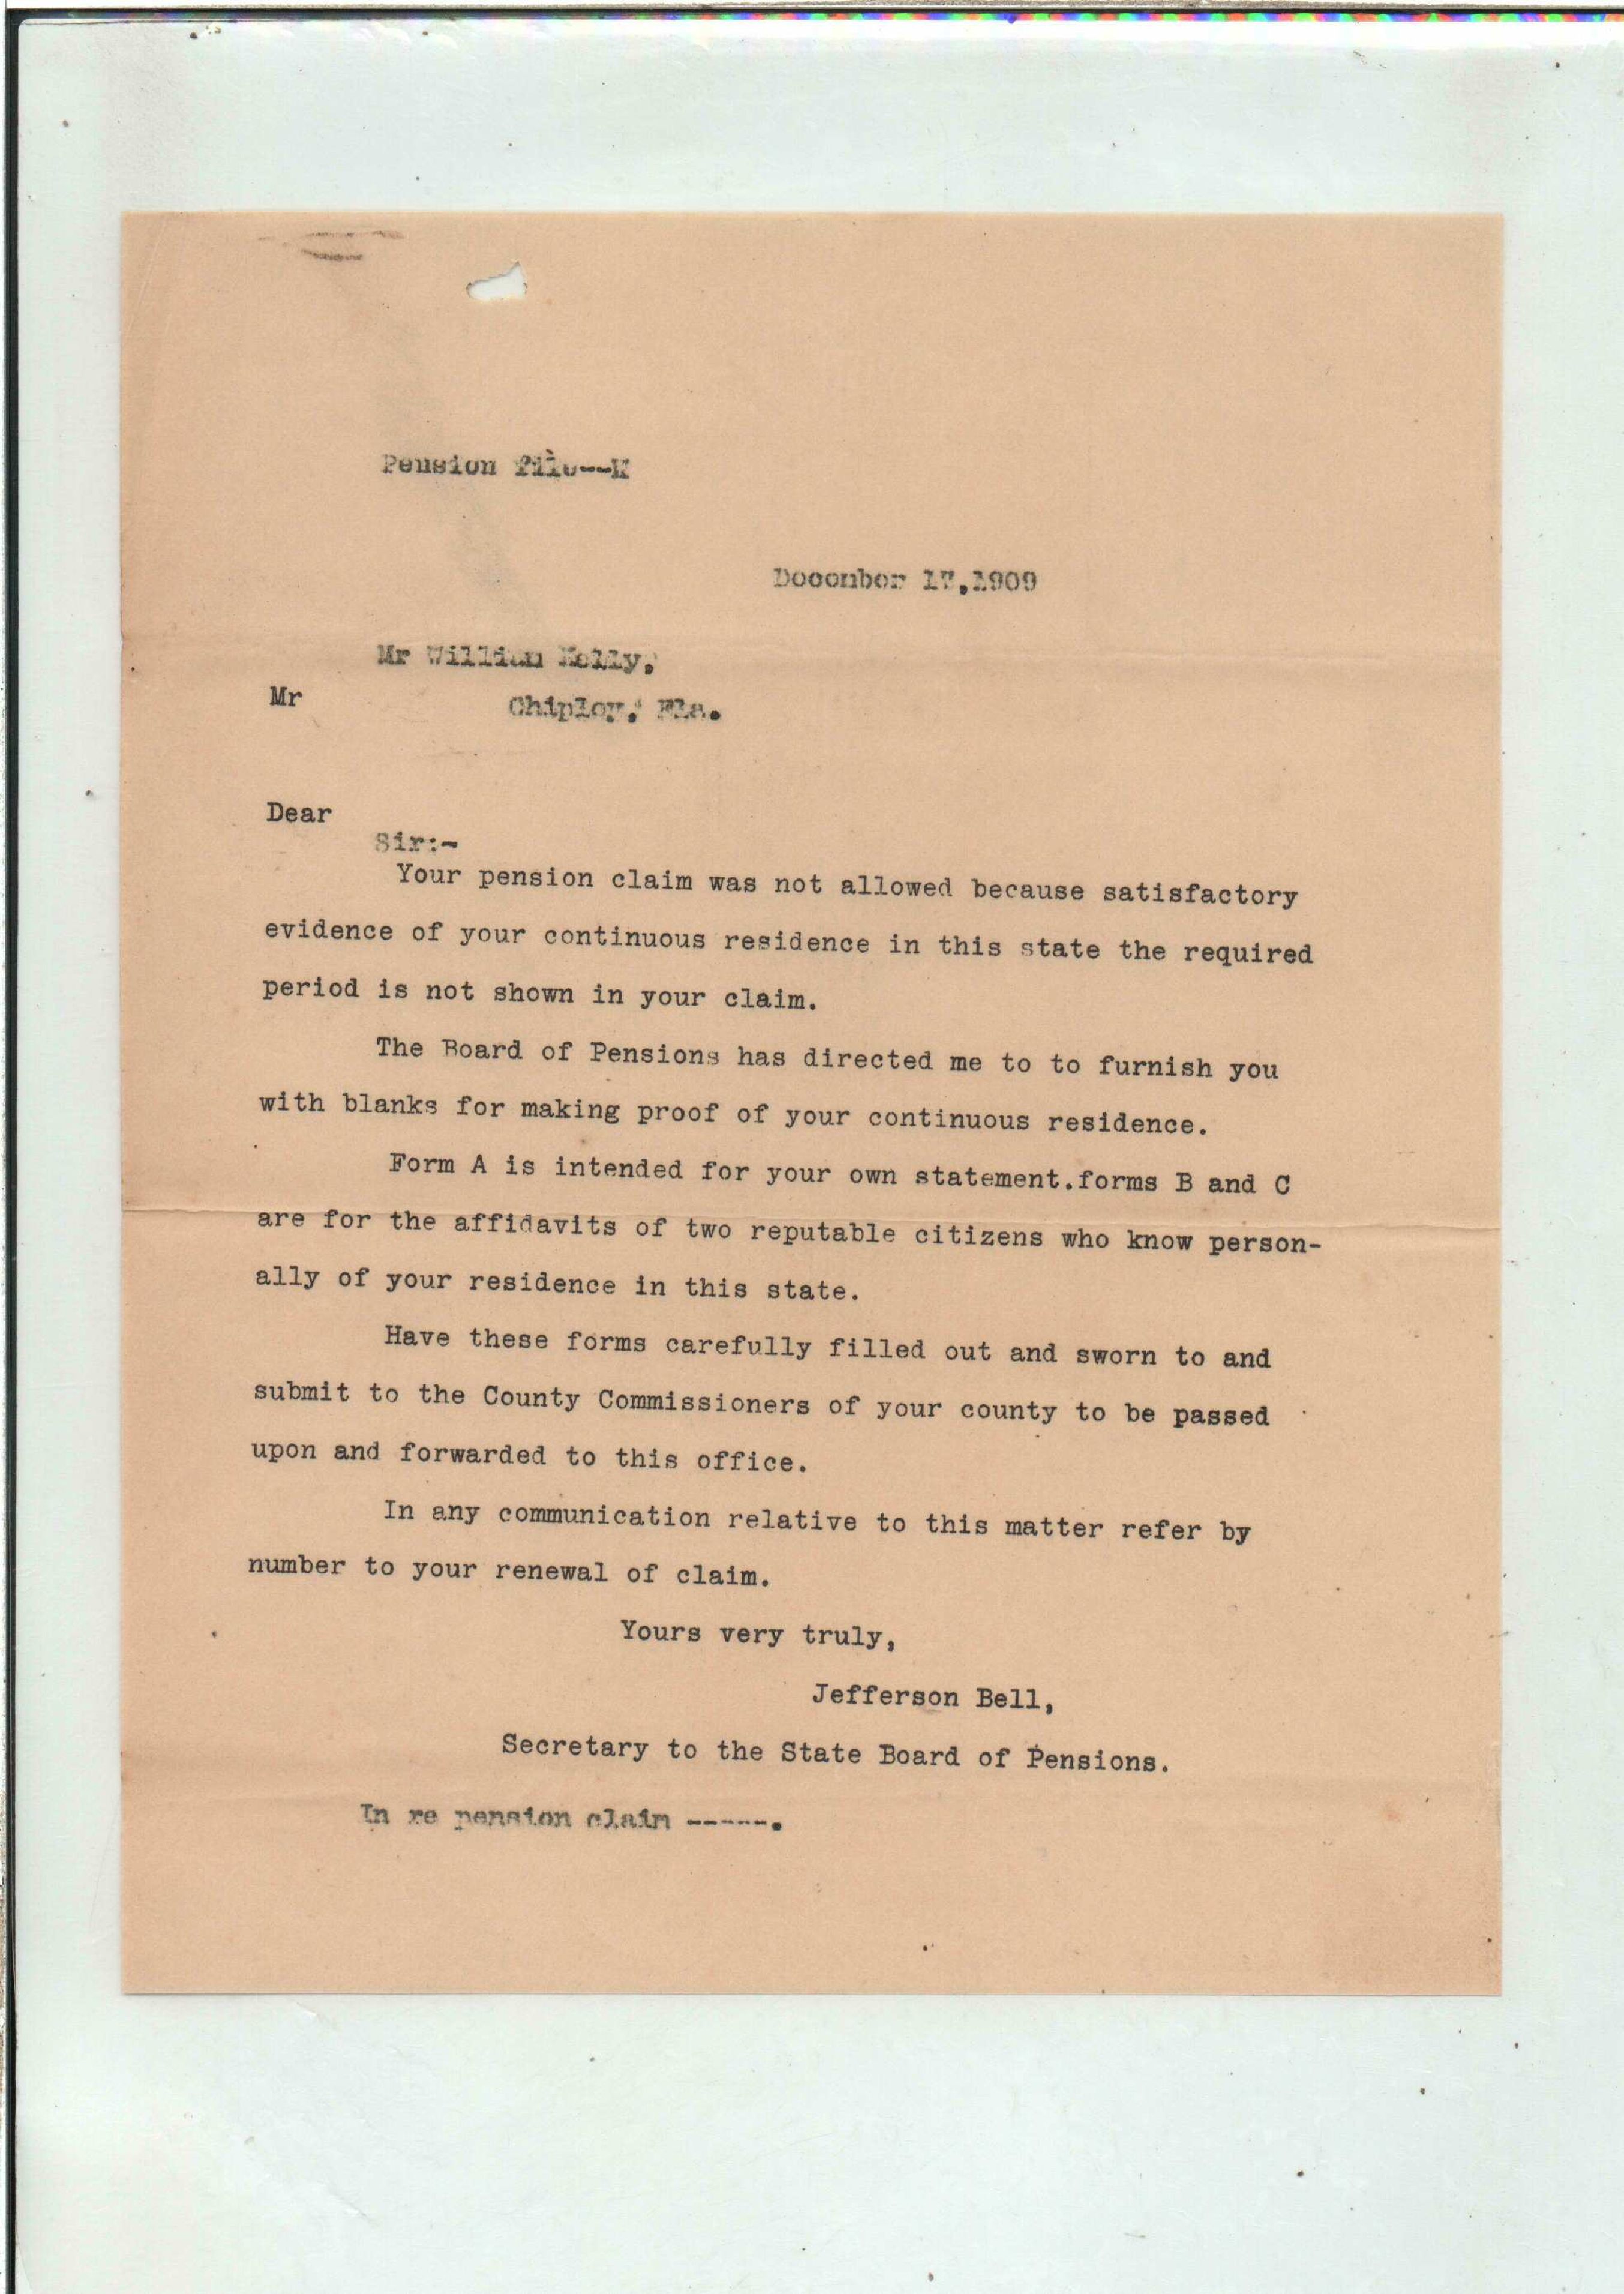 Pension file--K
December 17,1909
Mr William Kelly,
Mr
Chipley, Fla.
Dear
Sir:-
Your pension claim was not allowed because satisfactory
evidence of your continuous residence in this state the required
period is not shown in your claim.
The Board of Pensions has directed me to to furnish you
with blanks for making proof of your continuous residence.
Form A is intended for your own statement.forms B and C
are for the affidavits of two reputable citizens who know person-
ally of your residence in this state.
Have these forms carefully filled out and sworn to and
submit to the County Commissioners of your county to be passed
upon and forwarded to this office.
In any communication relative to this matter refer by
number to your renewal of claim.
Yours very truly,
Jefferson Bell,
Secretary to the State Board of Pensions.
In re pension claim -----.